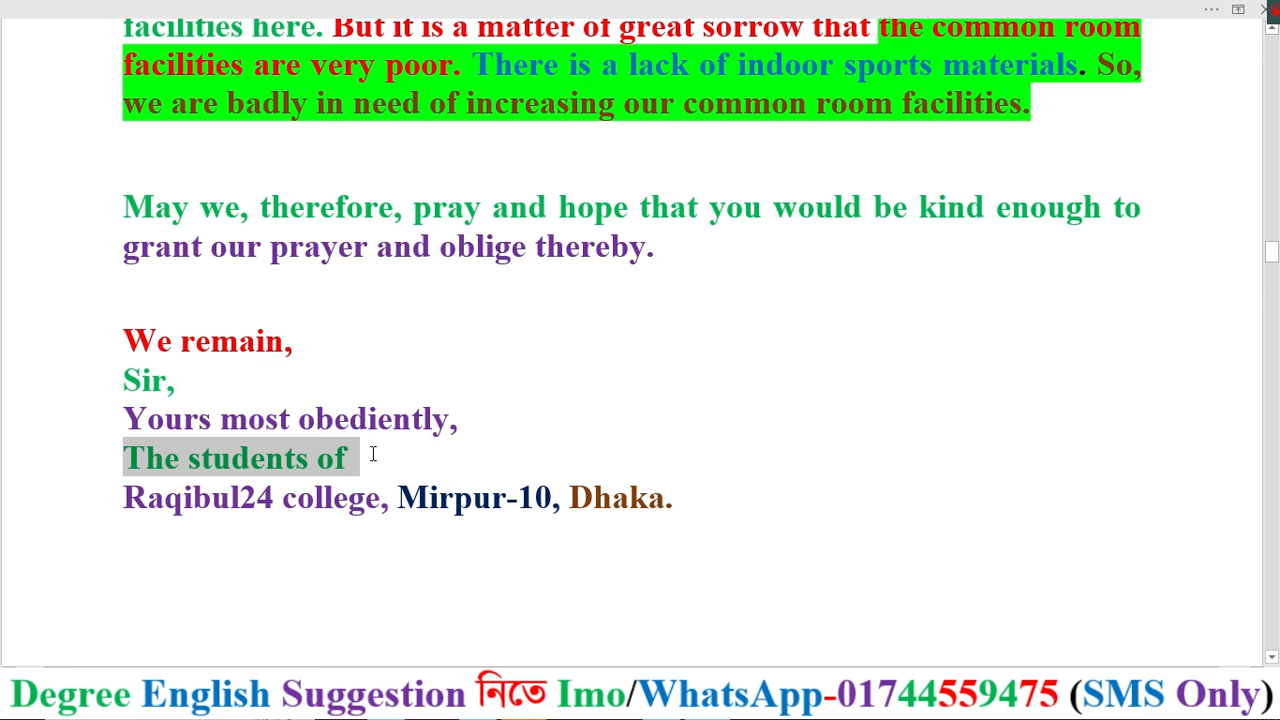 facilities here. But it is a matter of great sorrow that the common room
facilities are very poor. There is a lack of indoor sports materials. So,
we are badly in need of increasing our common room facilities.
May we, therefore, pray and hope that you would be kind enough to
grant our prayer and oblige thereby.
We remain,
Sir,
Yours most obediently,
The students of
Raqibul24 college, Mirpur-10, Dhaka.
Degree English Suggestion নিতে Imo/WhatsApp-01744559475 (SMS Only)